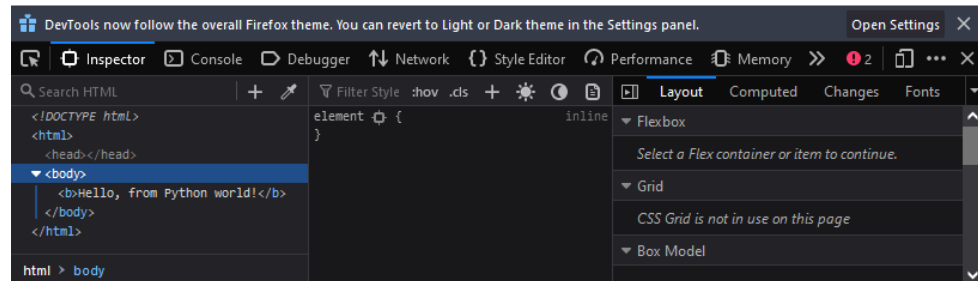 DevTools now follow the overall Firefox theme. You can revert to Light or Dark theme in the Settings panel. Open Settings
Inspector Console Debugger Network {} Style Editor Performance Memory 2
Search HTML
Filter Style :hov .cls
Layout Computed Changes Fonts
<!DOCTYPE html>
<html>
<head></head>
<body>
<b>Hello, from Python world!</b>
</body>
</html>
html > body
element { inline
}
Flexbox
Select a Flex container or item to continue.
Grid
CSS Grid is not in use on this page
Box Model